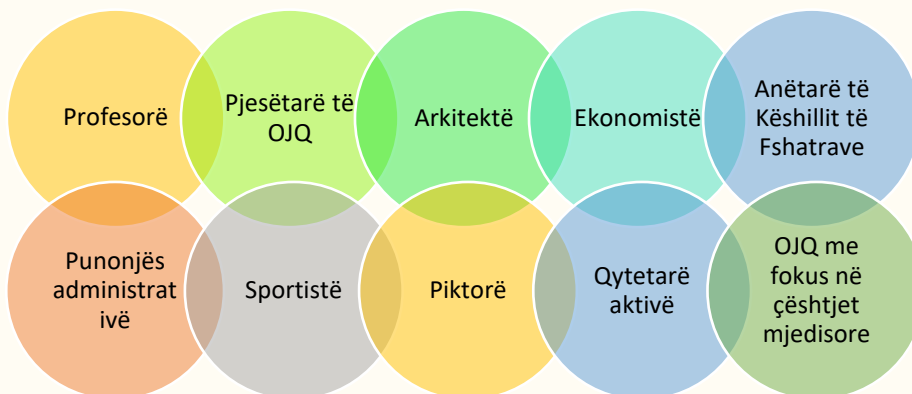 Profesorë
Pjesëtarë të
OJQ
Arkitektë
Ekonomistë
Anëtarë të
Këshillit të
Fshatrave
Punonjës
administrat
ivë
Sportistë
Piktorë
Qytetarë
aktivë
OJQ me
fokus në
çështjet
mjedisore